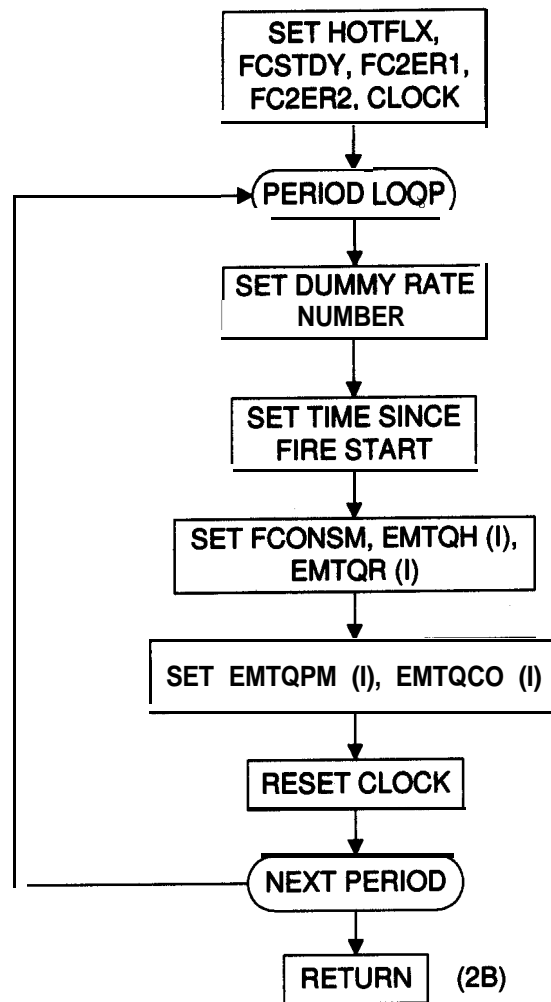 SET HOTFLX,
FCSTDY, FC2ER1,
FC2ER2, CLOCK
PERIOD LOOP
SET DUMMY RATE
NUMBER
SET TIME SINCE
FIRE START
SET FCONSM, EMTQH (I),
EMTQR (I)
SET EMTQPM (I), EMTQCO (I)
RESET CLOCK
NEXT PERIOD
RETURN (2B)